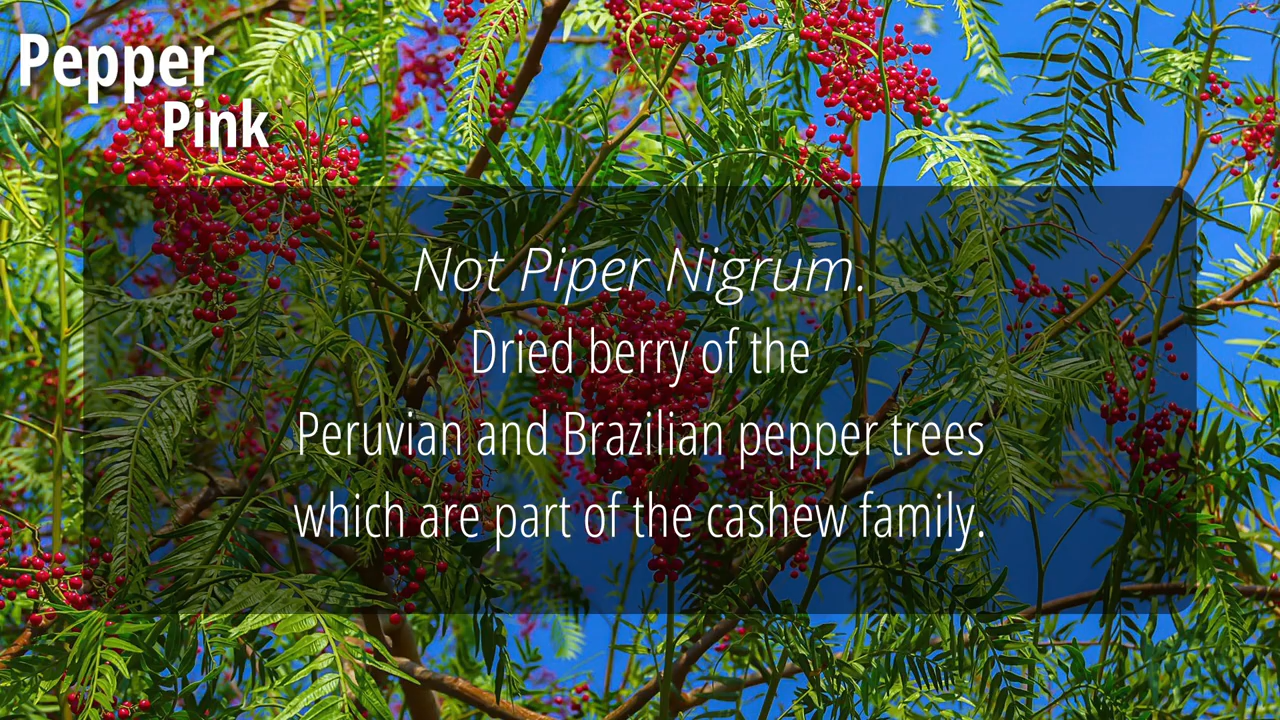 Pepper
Pink
Not Piper Nigrum.
Dried berry of the
Peruvian and Brazilian pepper trees
which are part of the cashew family.